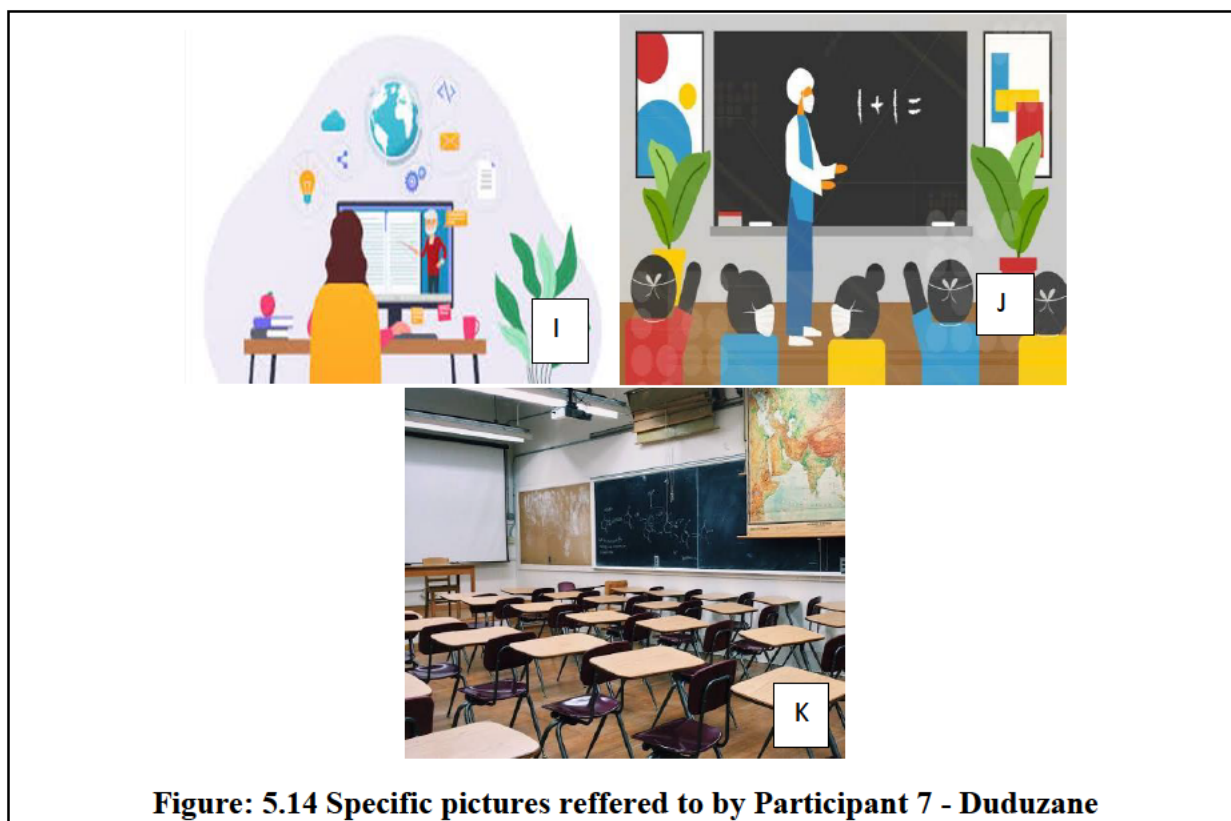 1 + 1 =
I
J
K
Figure: 5.14 Specific pictures reffered to by Participant 7 - Duduzane